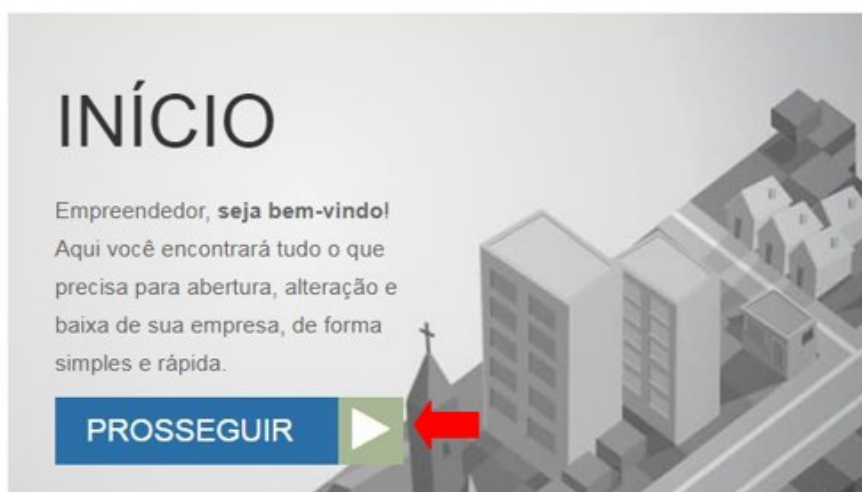 INÍCIO
Empreendedor, seja bem-vindo!
Aqui você encontrará tudo o que
precisa para abertura, alteração e
baixa de sua empresa, de forma
simples e rápida.
PROSSEGUIR